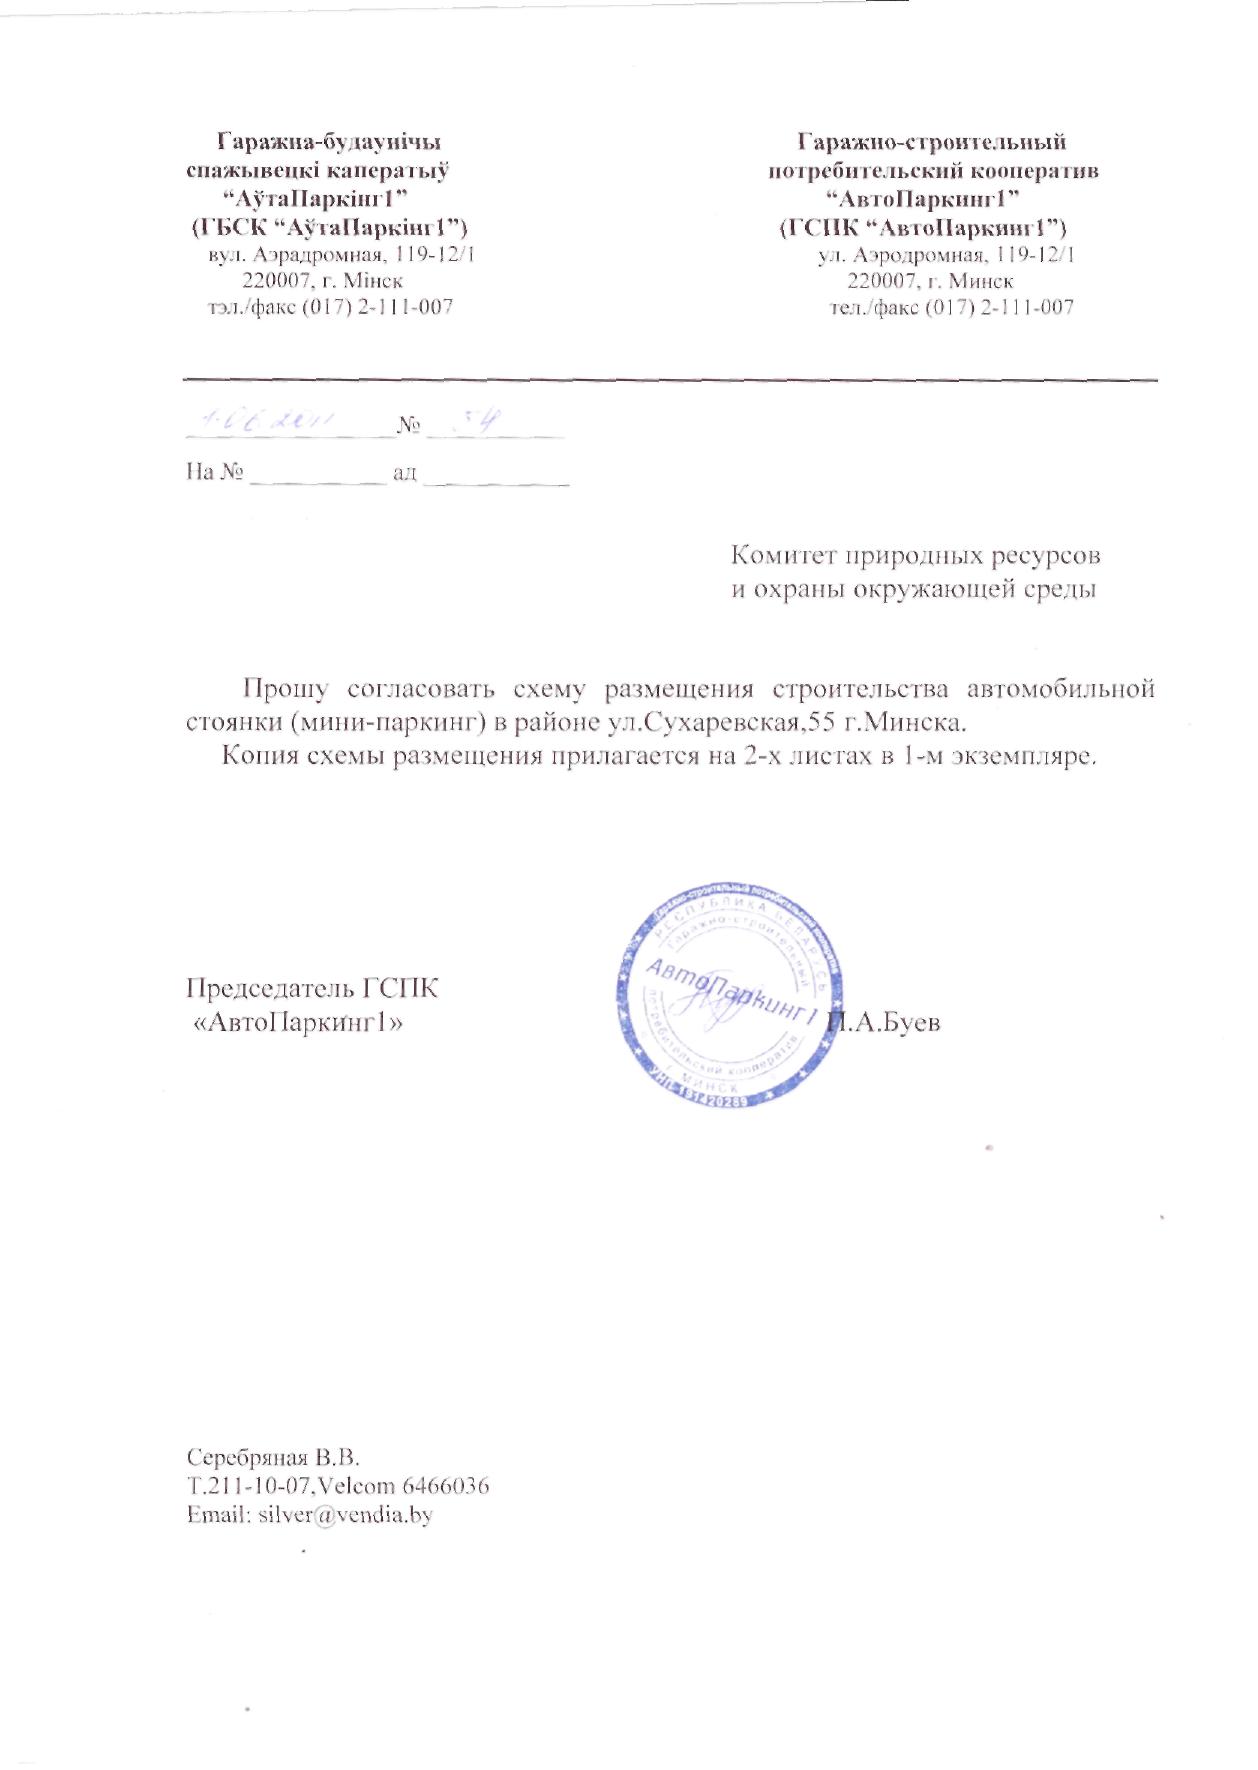 Гаражна-будаунічы
спажывецкі каператыў
“АўтаПаркінг1”
(ГБСК “АўтаПаркінг1”)
вул. Аэрадромная, 119-12/1
220007, г. Мінск
тэл./факс (017) 2-111-007
Гаражно-строительный
потребительский кооператив
“АвтоПаркинг1”
(ГСПК “АвтоПаркинг1”)
ул. Аэродромная, 119-12/1
220007, г. Минск
тел./факс (017) 2-111-007
1.06.2011 № 54
На № ____________ ад ____________
Комитет природных ресурсов
и охраны окружающей среды
Прошу согласовать схему размещения строительства автомобильной
стоянки (мини-паркинг) в районе ул.Сухаревская,55 г.Минска.
Копия схемы размещения прилагается на 2-х листах в 1-м экземпляре.
Председатель ГСПК
«АвтоПаркинг1»
П.А.Буев
Гаражно-строительный потребительский кооператив
РЕСПУБЛИКА БЕЛАРУСЬ
Гаражно-строительный
АвтоПаркинг1
потребительский кооператив
г. МИНСК
УНП 191420289
Серебряная В.В.
Т.211-10-07,Velcom 6466036
Email: silver@vendia.by